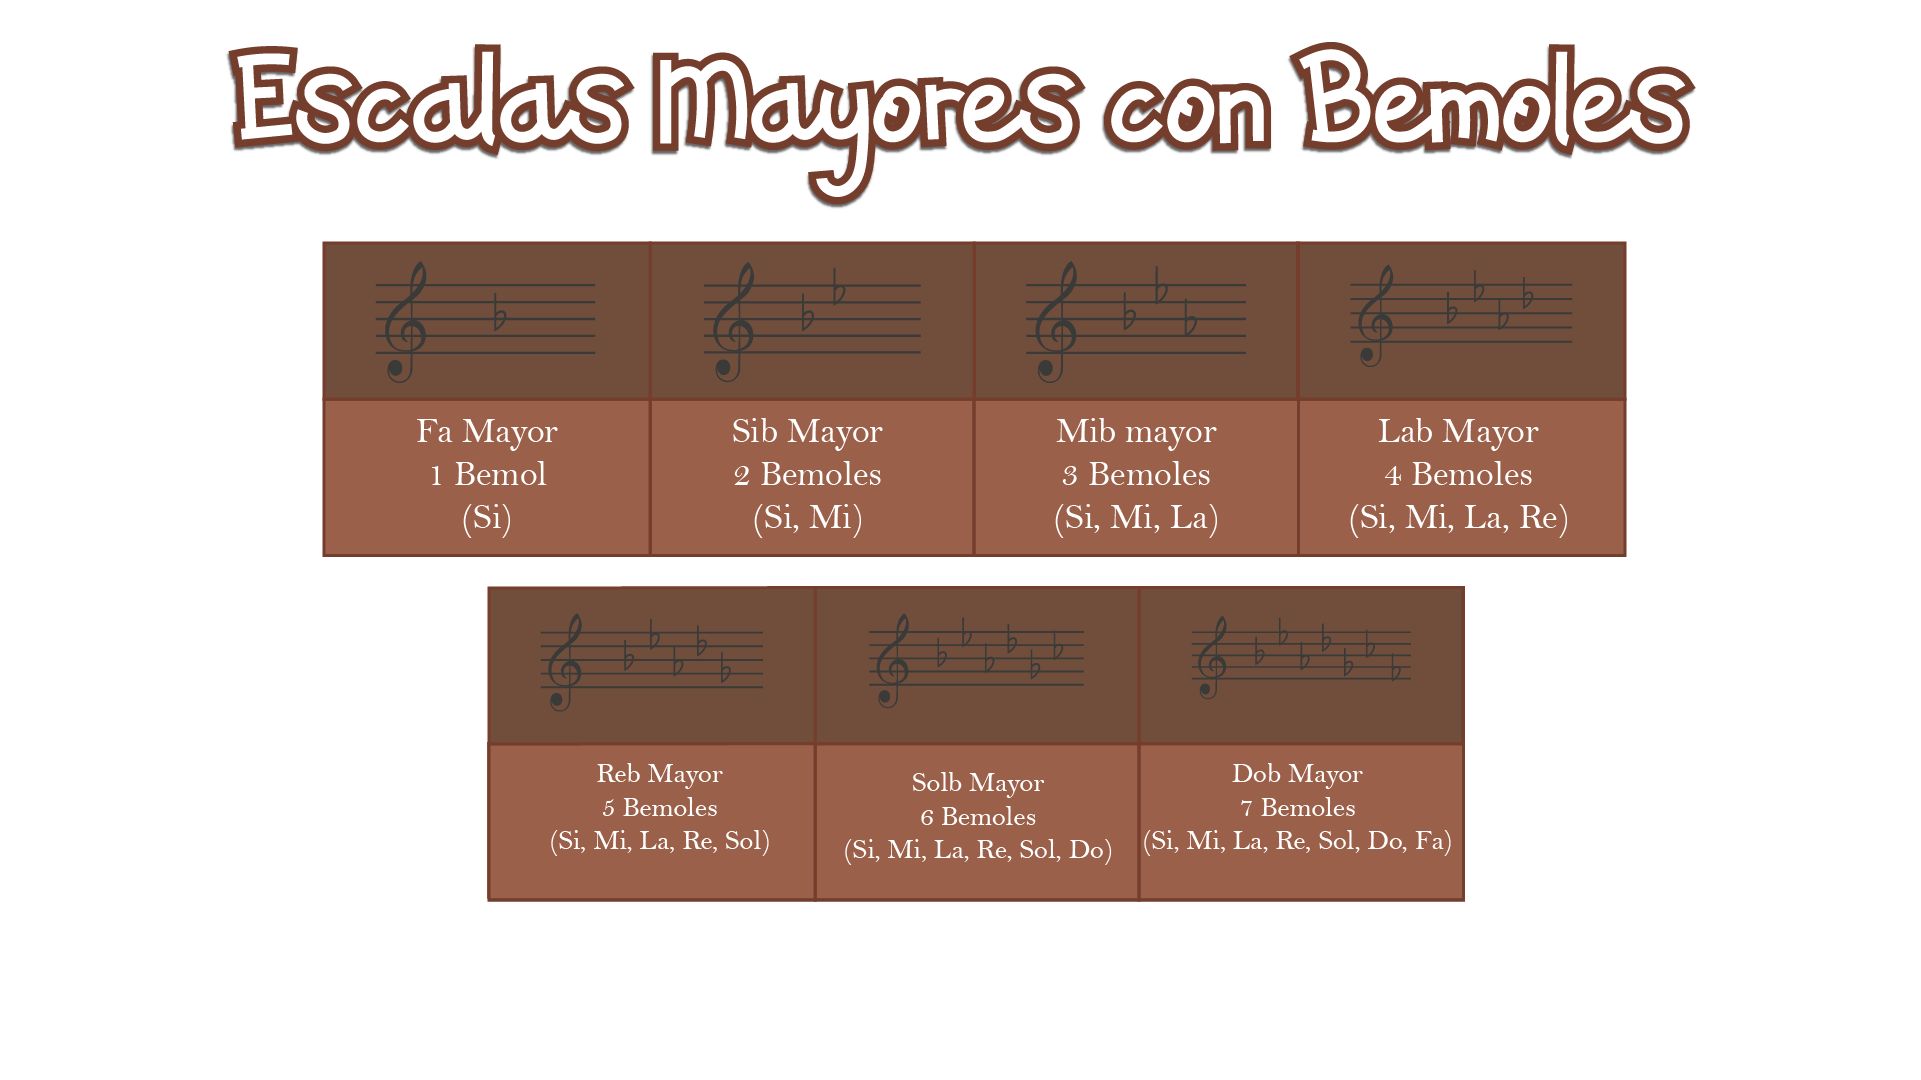 Escalas Mayores con Bemoles
Fa Mayor
1 Bemol
(Si)
Sib Mayor
2 Bemoles
(Si, Mi)
Mib mayor
3 Bemoles
(Si, Mi, La)
Lab Mayor
4 Bemoles
(Si, Mi, La, Re)
Reb Mayor
5 Bemoles
(Si, Mi, La, Re, Sol)
Solb Mayor
6 Bemoles
(Si, Mi, La, Re, Sol, Do)
Dob Mayor
7 Bemoles
(Si, Mi, La, Re, Sol, Do, Fa)